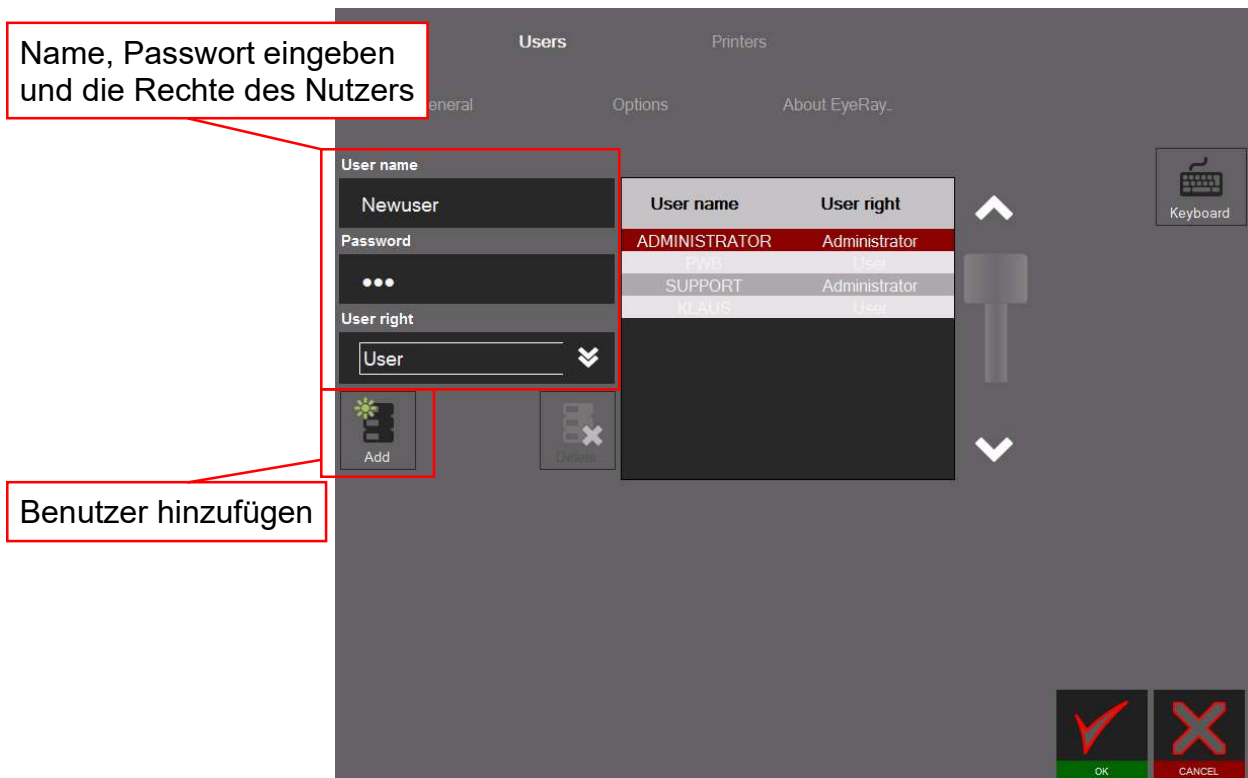 Name, Passwort eingeben
und die Rechte des Nutzers
Users
Printers
eneral
Options
About EyeRay..
User name
Newuser
Password
•••
User right
User
Add
Delete..
User name User right
ADMINISTRATOR Administrator
PWB User
SUPPORT Administrator
KLAUS User
Keyboard
Benutzer hinzufügen
OK
CANCEL